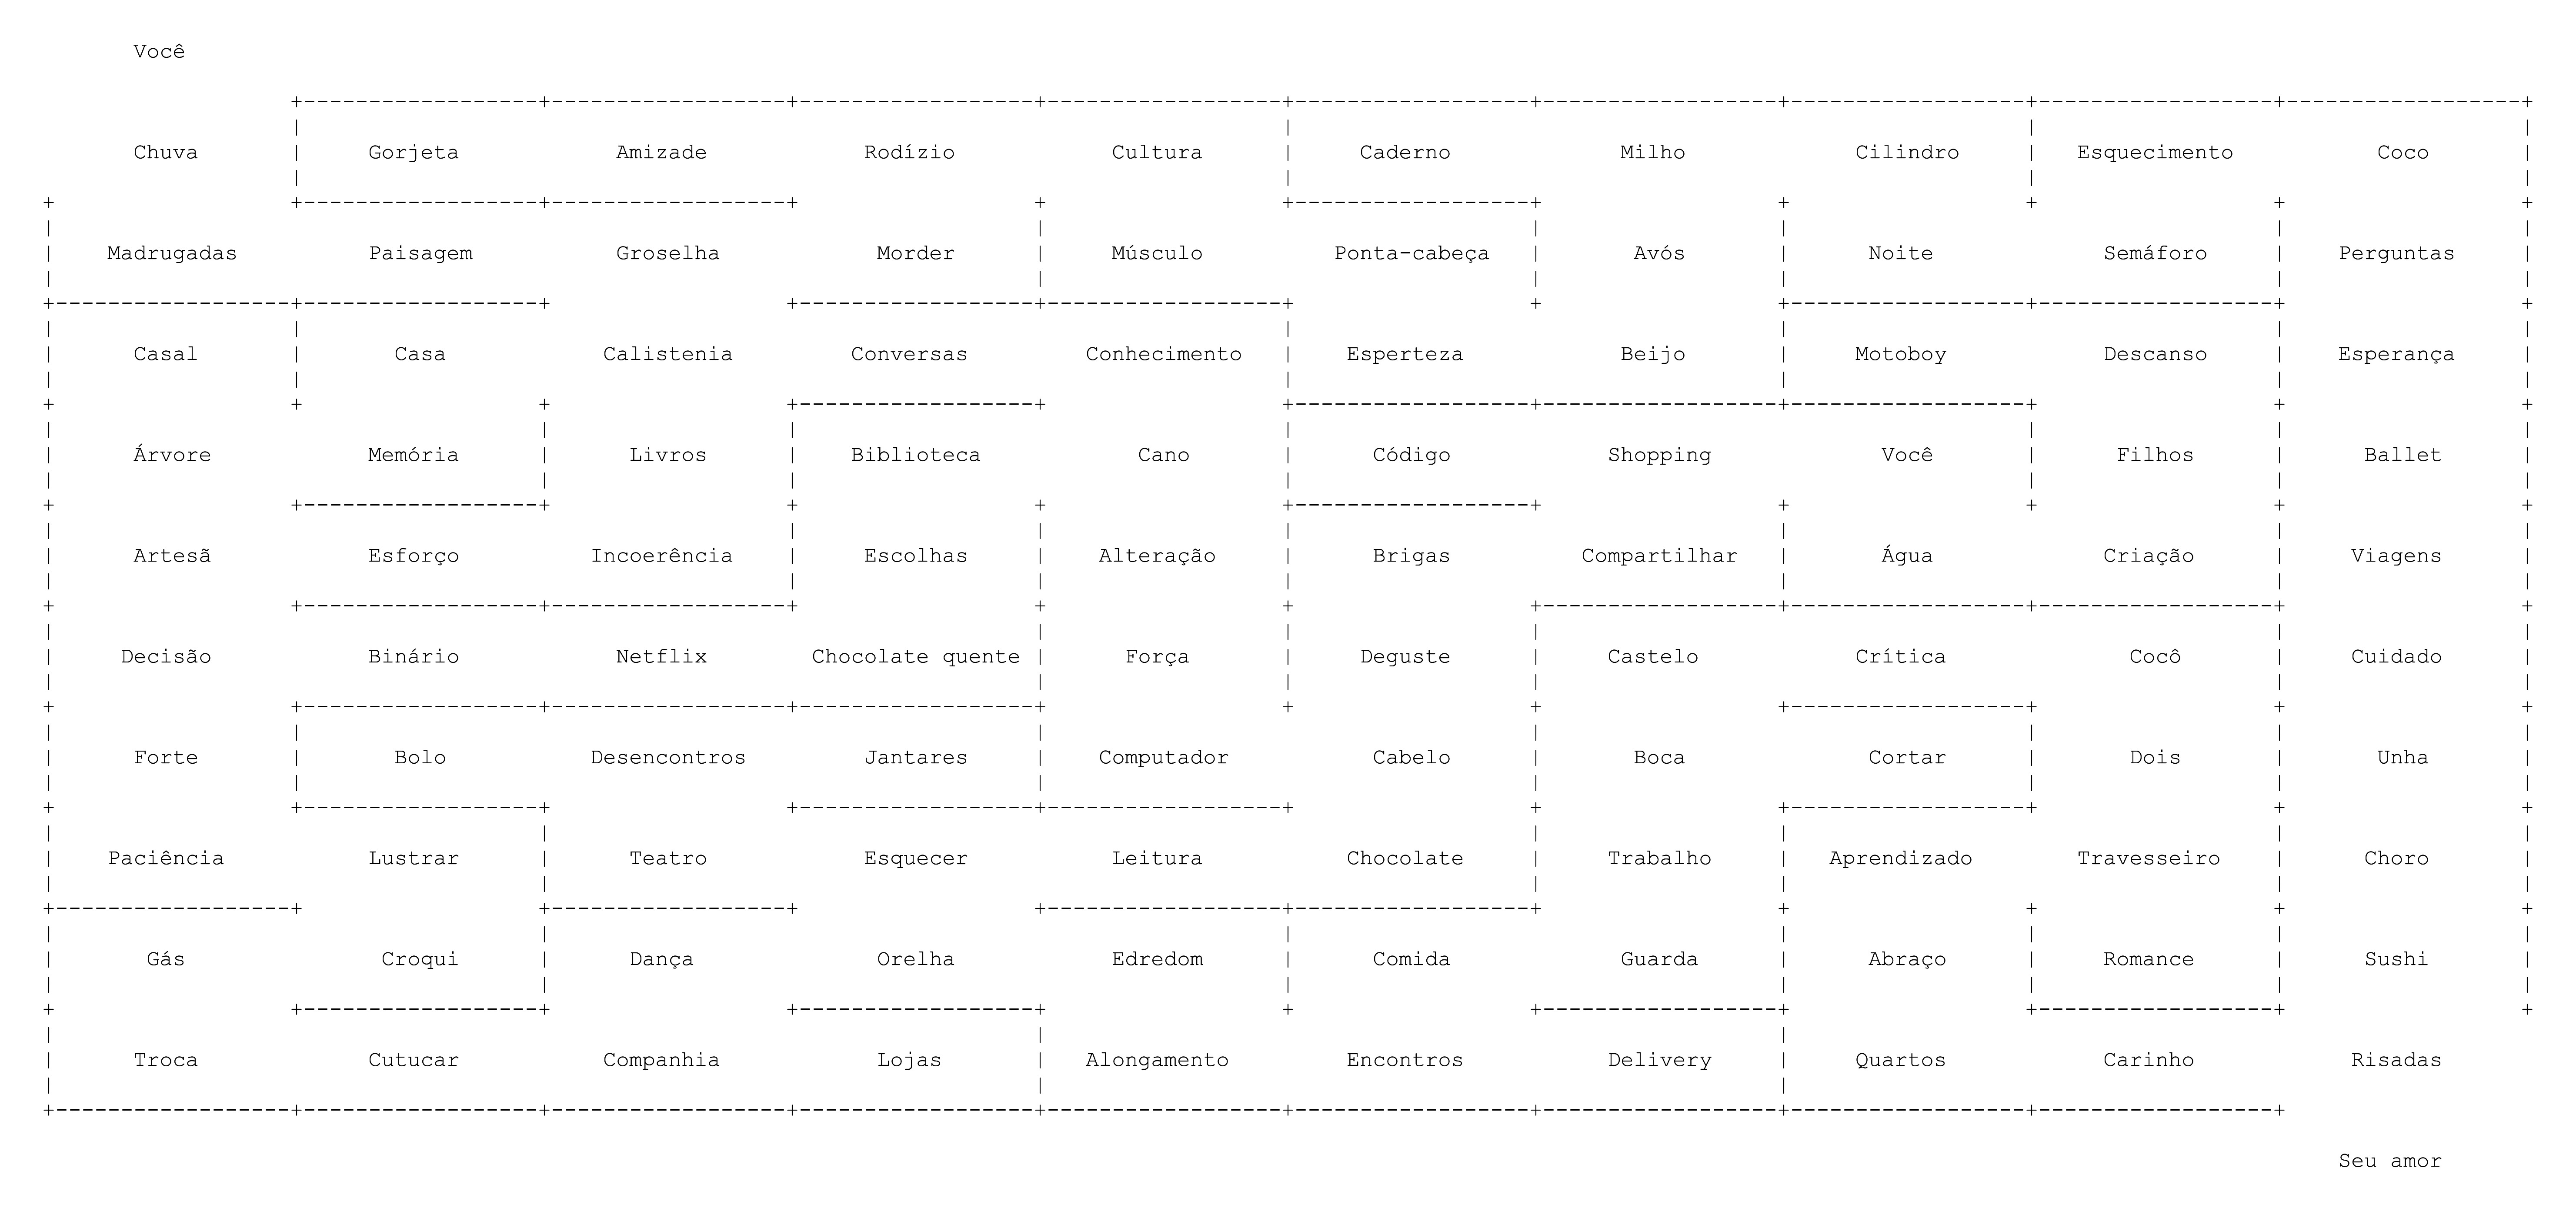 Você
Chuva Gorjeta Amizade Rodízio Cultura Caderno Milho Cilindro Esquecimento Coco
Madrugadas Paisagem Groselha Morder Músculo Ponta-cabeça Avós Noite Semáforo Perguntas
Casal Casa Calistenia Conversas Conhecimento Esperteza Beijo Motoboy Descanso Esperança
Árvore Memória Livros Biblioteca Cano Código Shopping Você Filhos Ballet
Artesã Esforço Incoerência Escolhas Alteração Brigas Compartilhar Água Criação Viagens
Decisão Binário Netflix Chocolate quente Força Deguste Castelo Crítica Cocô Cuidado
Forte Bolo Desencontros Jantares Computador Cabelo Boca Cortar Dois Unha
Paciência Lustrar Teatro Esquecer Leitura Chocolate Trabalho Aprendizado Travesseiro Choro
Gás Croqui Dança Orelha Edredom Comida Guarda Abraço Romance Sushi
Troca Cutucar Companhia Lojas Alongamento Encontros Delivery Quartos Carinho Risadas
Seu amor